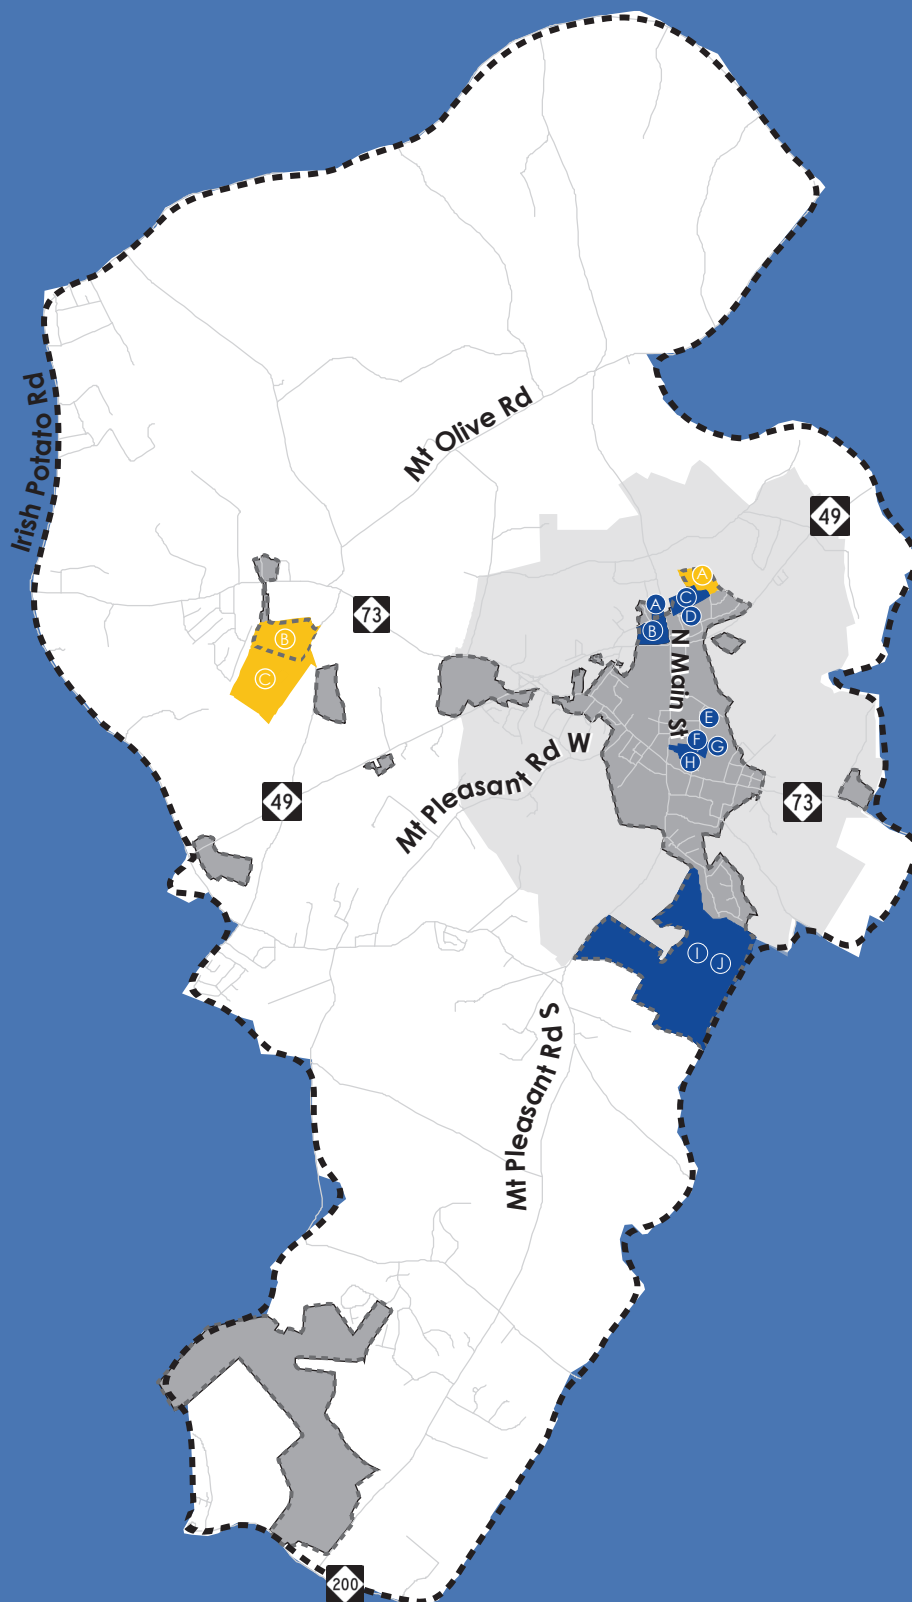 Irish Potato Rd
Mt Olive Rd
49
A
A
C
D
B
73
B
C
N Main St
E
F
G
H
Mt Pleasant Rd W
49
73
I
J
Mt Pleasant Rd S
200